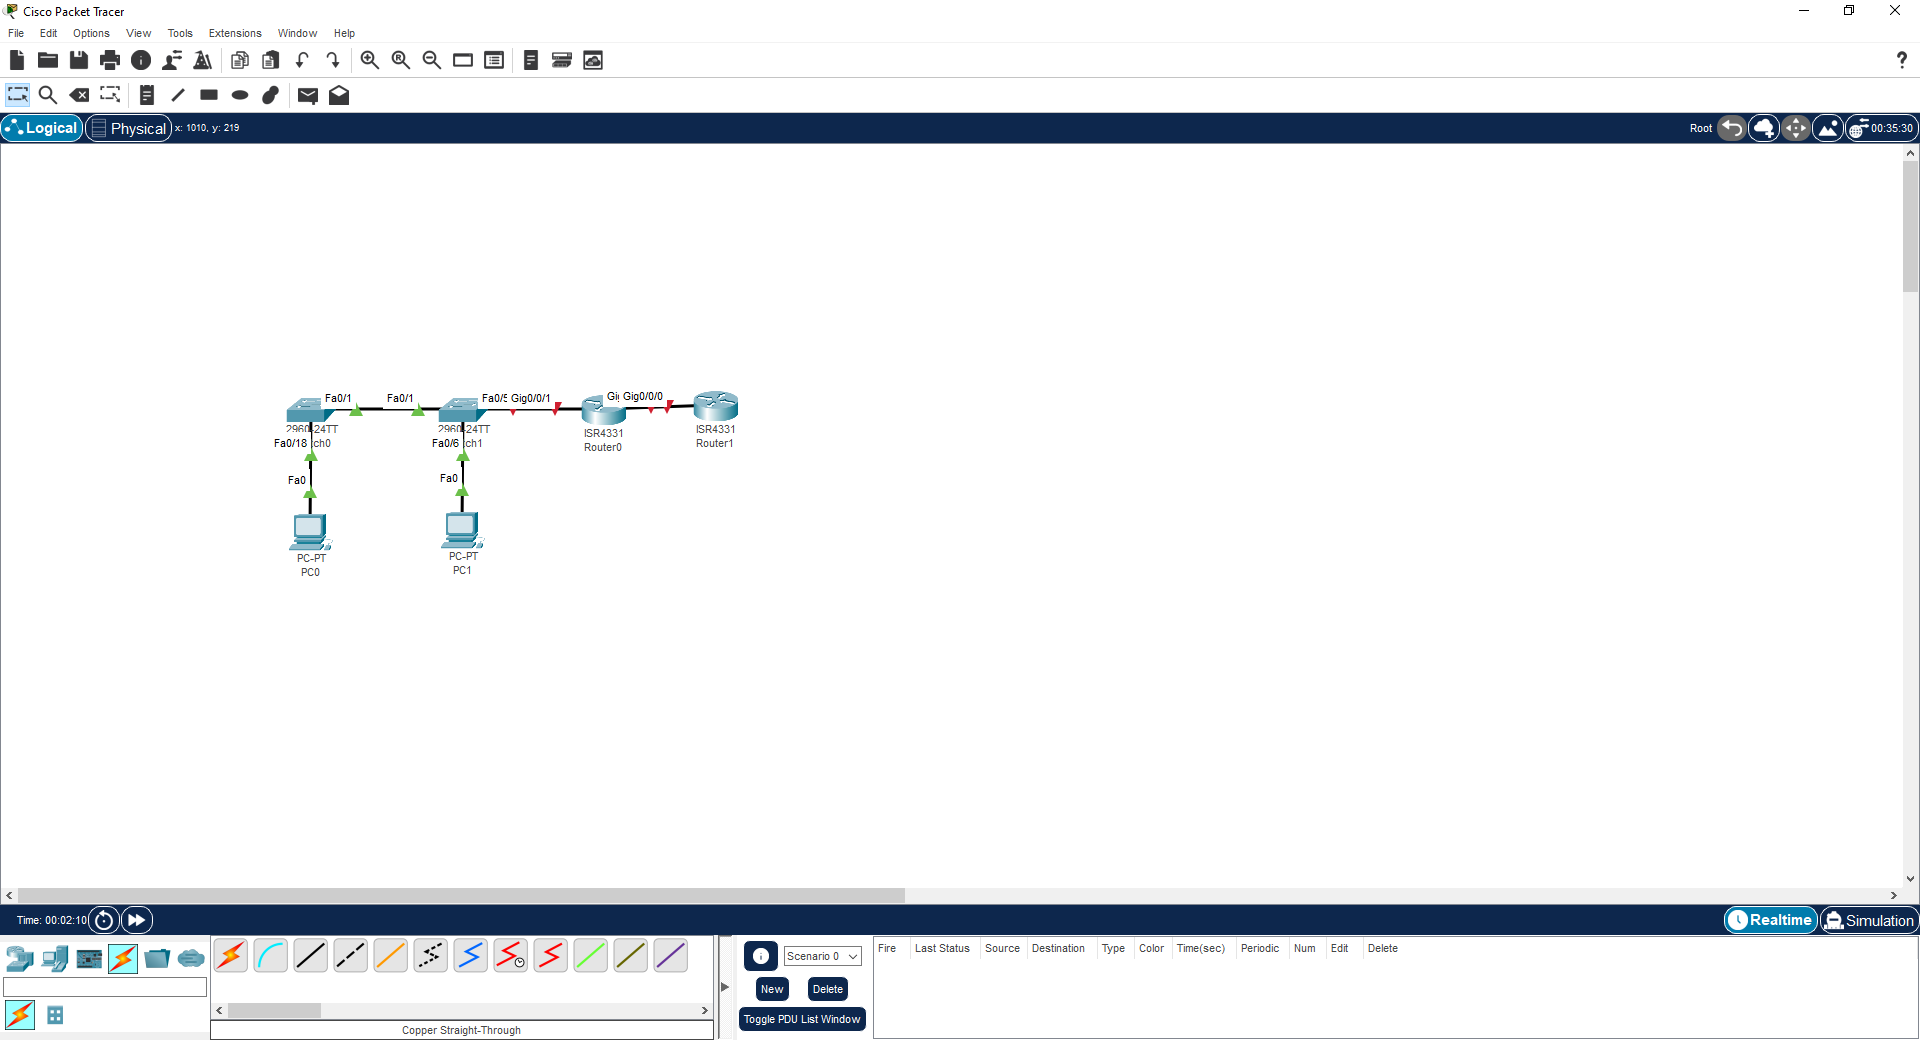 Cisco Packet Tracer
File Edit Options View Tools Extensions Window Help
Logical Physical x: 1010, y: 219 Root 00:35:30
Fa0/1 Fa0/1 Fa0/5 Gig0/0/1 Gig0/0/0
2960-24TT 2960-24TT ISR4331 ISR4331
Fa0/18 Fa0/6 Router0 Router1
Fa0 Fa0
PC-PT PC-PT
PC0 PC1
Time: 00:02:10 Realtime Simulation
Scenario 0
New Delete
Toggle PDU List Window
Fire Last Status Source Destination Type Color Time(sec) Periodic Num Edit Delete
Copper Straight-Through